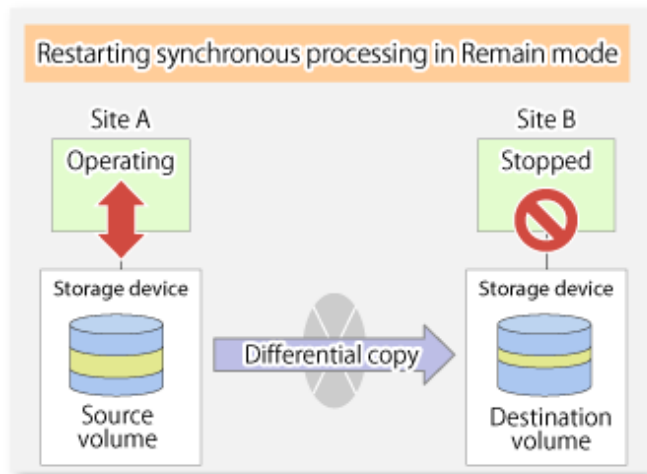 Restarting synchronous processing in Remain mode
Site A
Site B
Operating
Stopped
Storage device
Storage device
Differential copy
Source
volume
Destination
volume